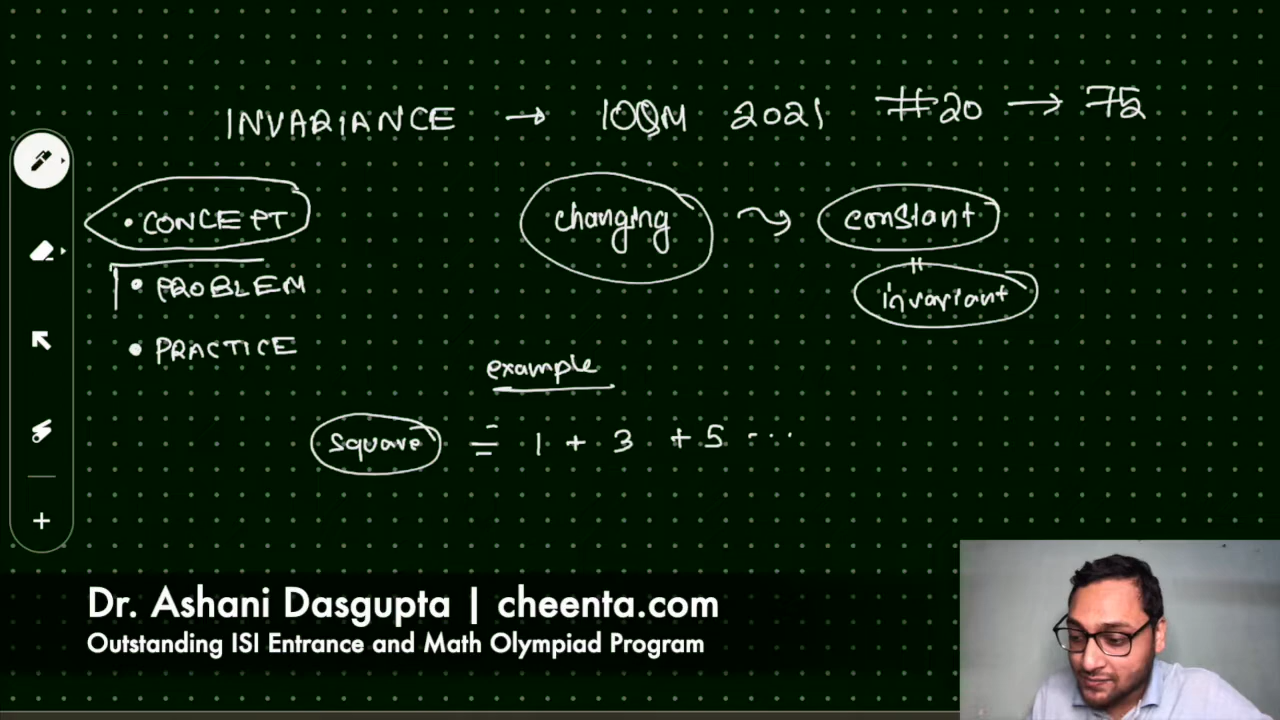 INVARIANCE → IOQM 2021 #20 → 75
• CONCEPT
changing → constant
• PROBLEM
=
invariant
• PRACTICE
example
square = 1 + 3 + 5 ...
Dr. Ashani Dasgupta | cheenta.com
Outstanding ISI Entrance and Math Olympiad Program